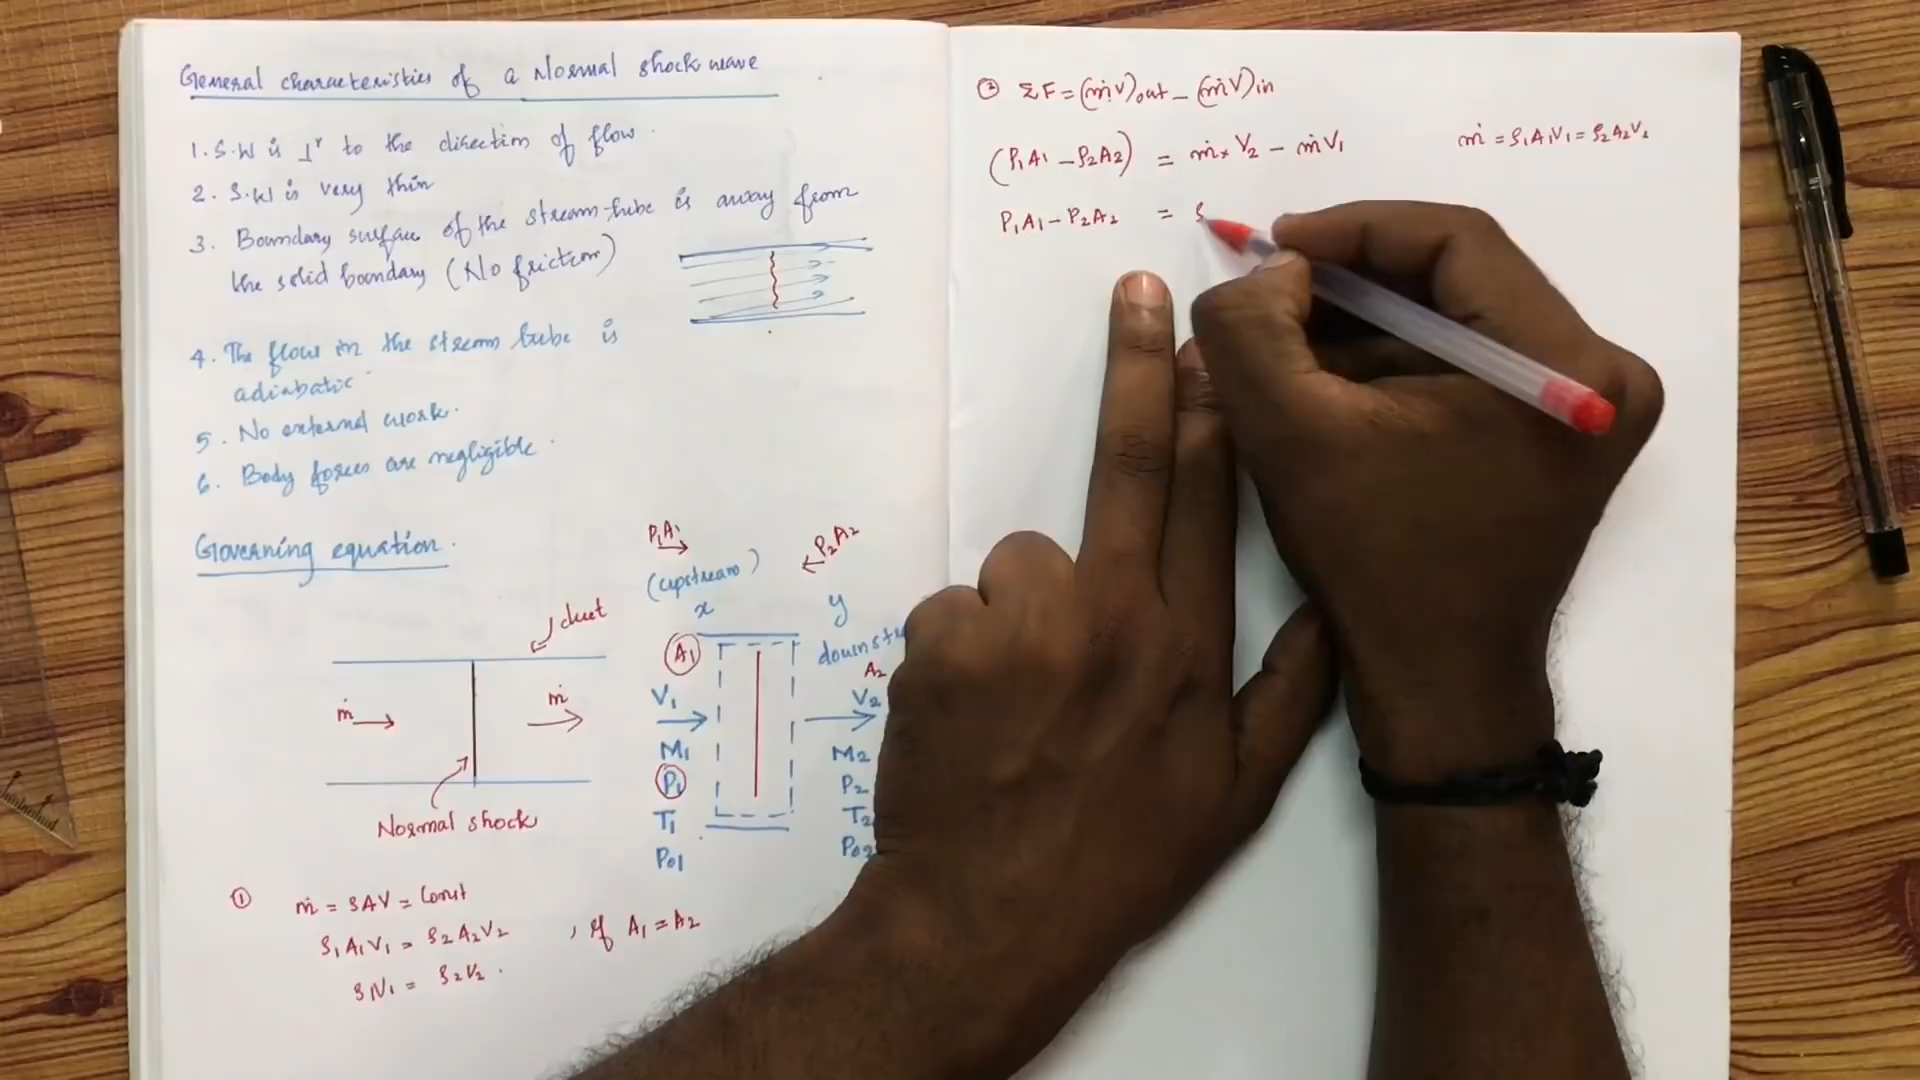 General characteristics of a Normal shock wave
1. S.W is ⊥r to the direction of flow.
2. S.W is very thin
3. Boundary surface of the stream-tube is away from
the solid boundary (No friction)
4. The flow in the stream tube is
adiabatic.
5. No external work.
6. Body forces are negligible.
Governing equation.
duct
ṁ
ṁ
Normal shock
P1A1
P2A2
(upstream)
x
y
downst
A1
A2
V1
V2
M1
M2
P1
P2
T1
T2
P01
P02
① ṁ = ρAV = Const
ρ1A1V1 = ρ2A2V2 , if A1 = A2
ρ1V1 = ρ2V2.
② ΣF = (ṁV)out - (ṁV)in
(P1A1 - P2A2) = ṁ× V2 - ṁV1
ṁ = ρ1A1V1 = ρ2A2V2
P1A1 - P2A2 = ρ